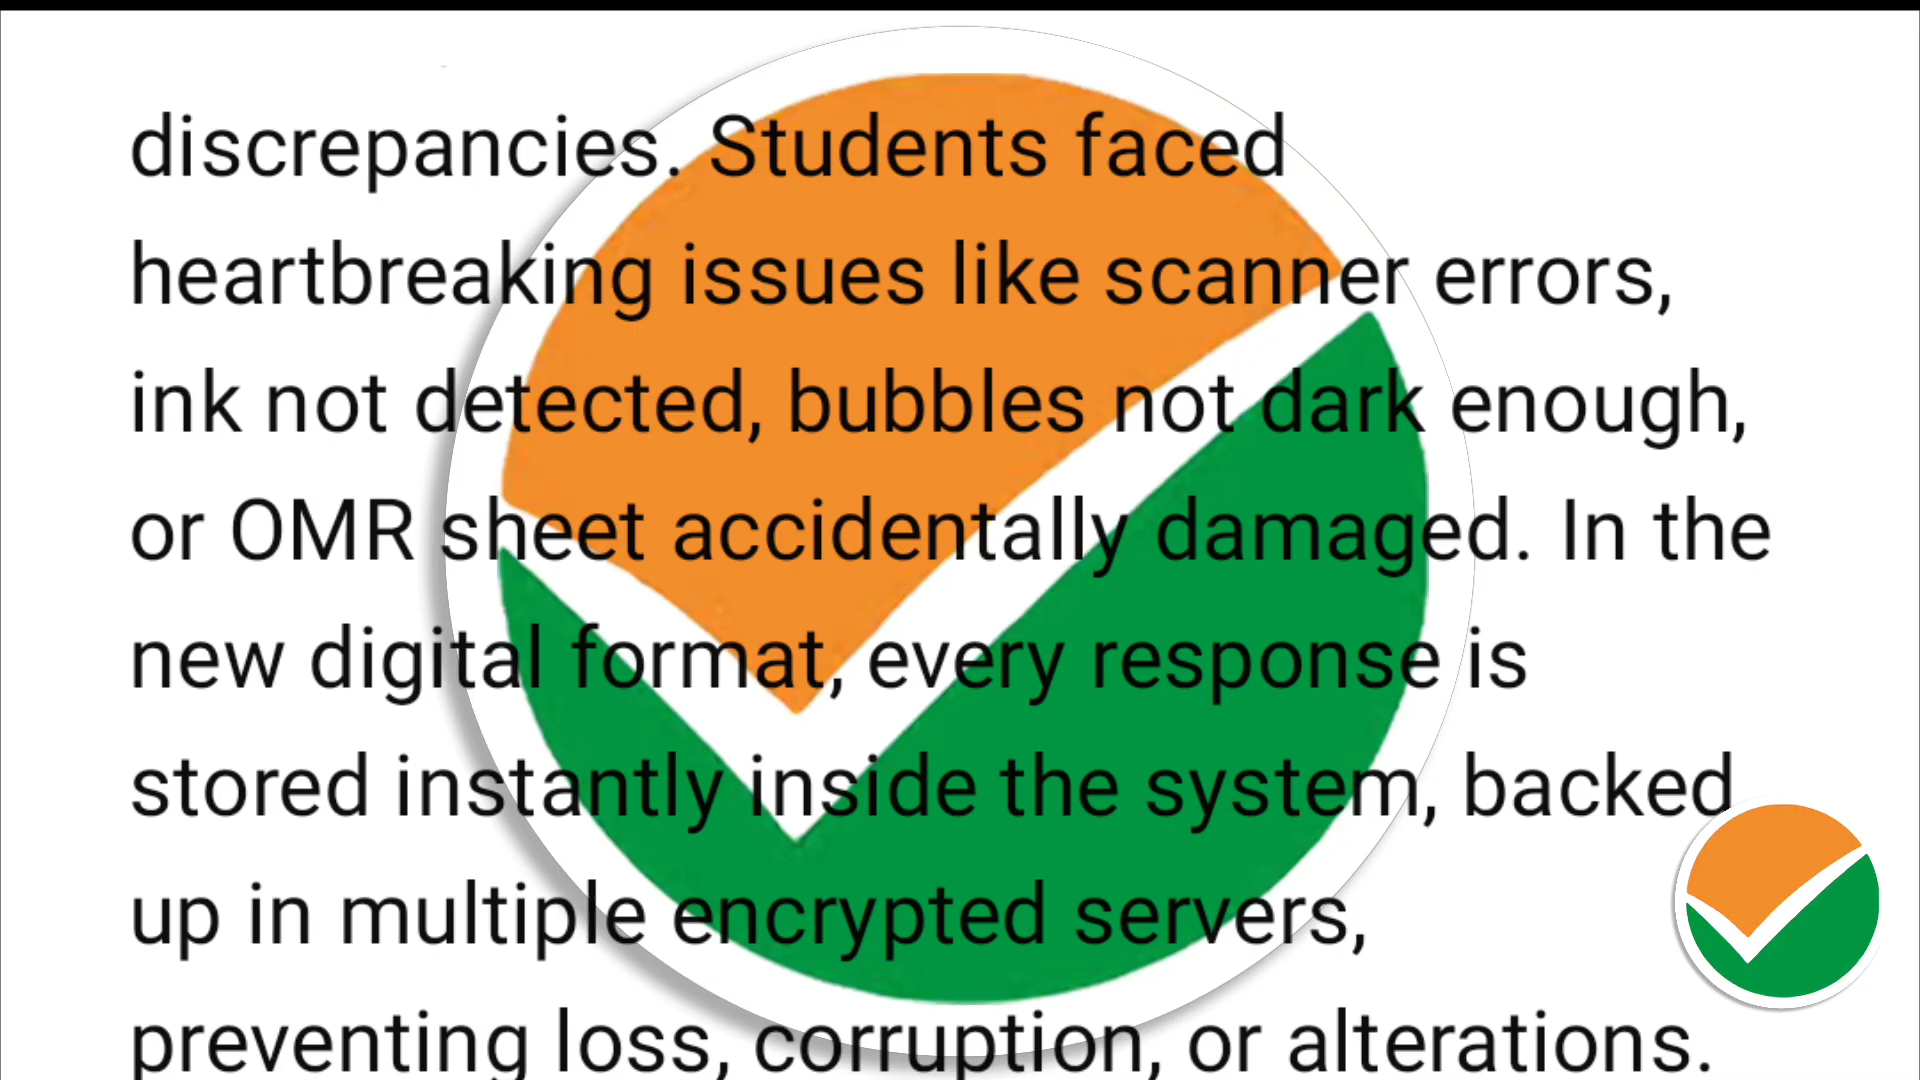 discrepancies. Students faced
heartbreaking issues like scanner errors,
ink not detected, bubbles not dark enough,
or OMR sheet accidentally damaged. In the
new digital format, every response is
stored instantly inside the system, backed
up in multiple encrypted servers,
preventing loss, corruption, or alterations.